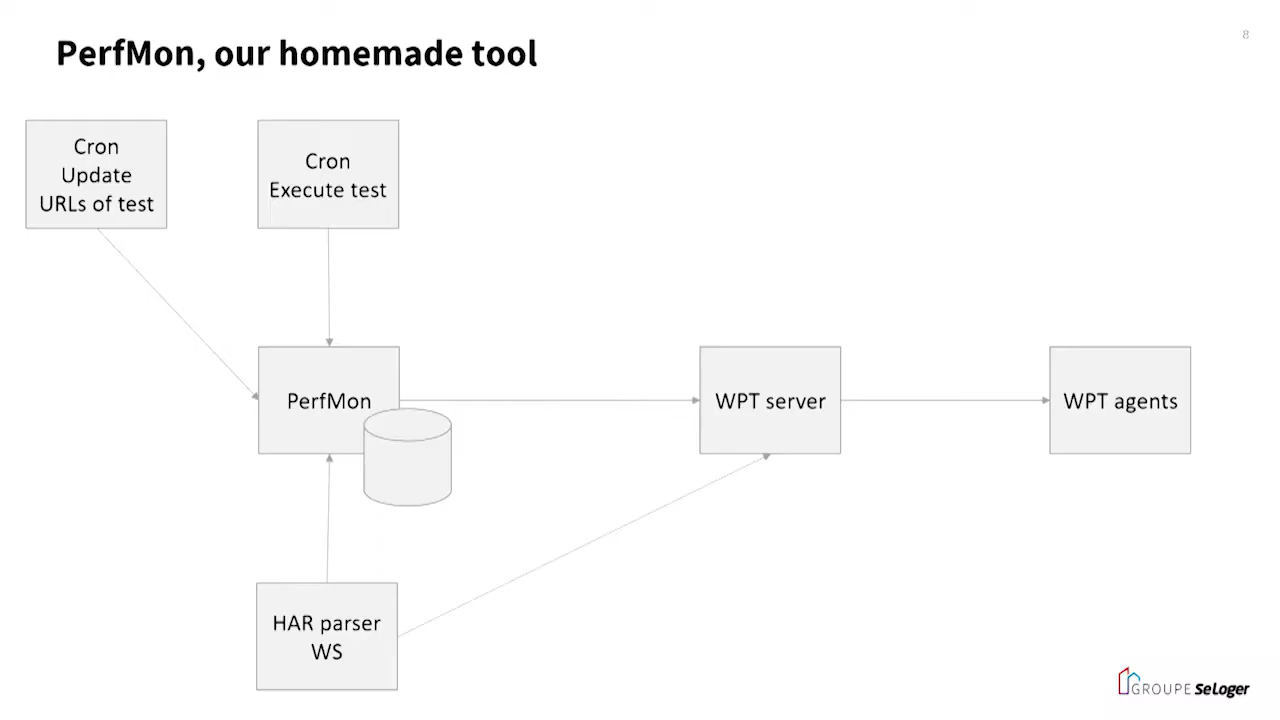 PerfMon, our homemade tool
8
Cron
Update
URLs of test
Cron
Execute test
PerfMon
WPT server
WPT agents
HAR parser
WS
GROUPE SeLoger